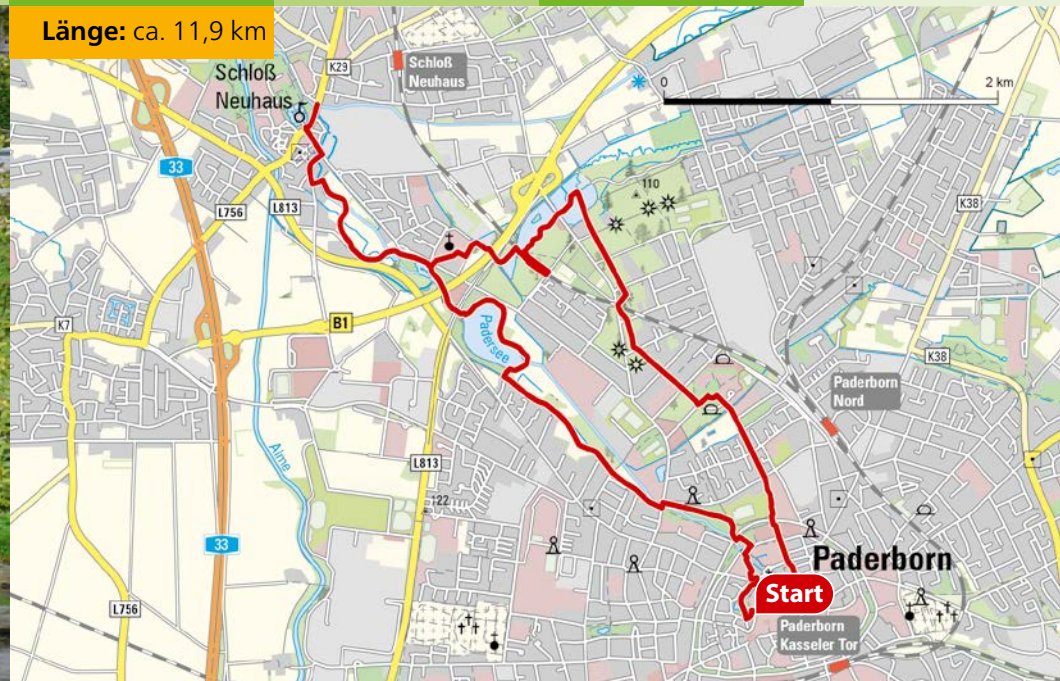 Länge: ca. 11,9 km
Schloß
Neuhaus
K29
Schloß
Neuhaus
0
2 km
33
110
L756
L813
K38
K7
B1
Padersee
K38
Paderborn
Nord
Alme
L813
122
33
Paderborn
Start
L756
Paderborn
Kasseler Tor